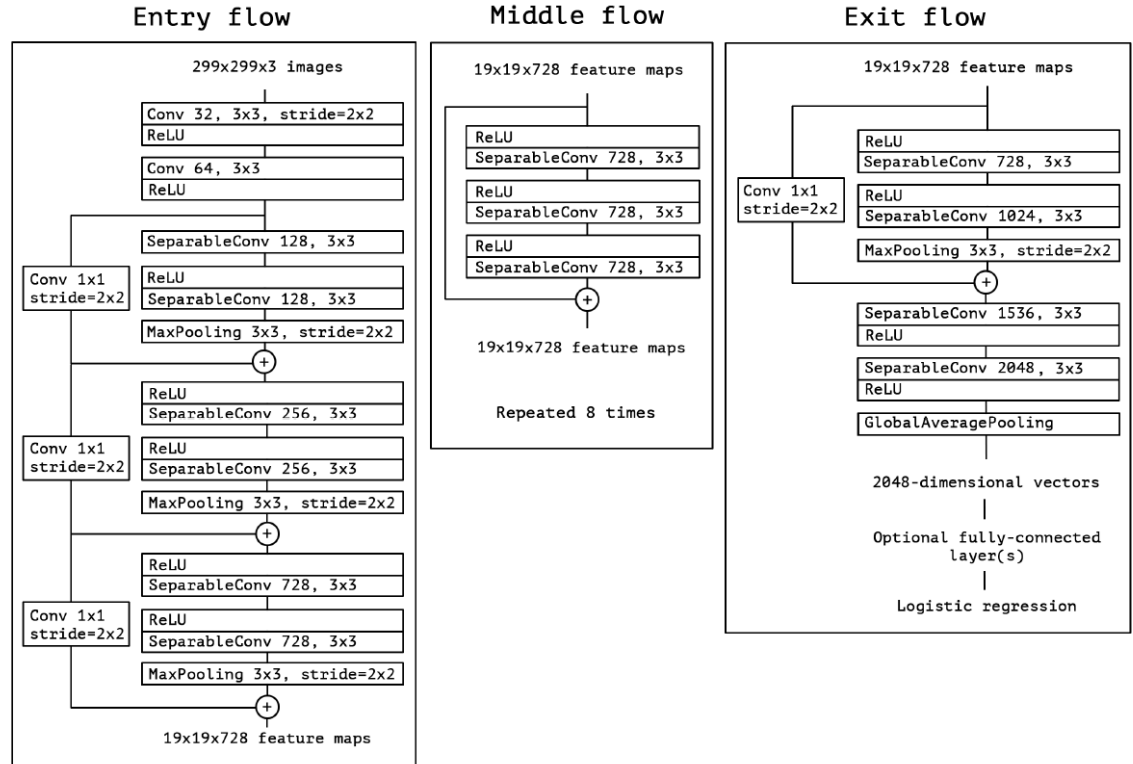 Entry flow
299x299x3 images
Conv 32, 3x3, stride=2x2
ReLU
Conv 64, 3x3
ReLU
SeparableConv 128, 3x3
Conv 1x1
stride=2x2
ReLU
SeparableConv 128, 3x3
MaxPooling 3x3, stride=2x2
+
ReLU
SeparableConv 256, 3x3
Conv 1x1
stride=2x2
ReLU
SeparableConv 256, 3x3
MaxPooling 3x3, stride=2x2
+
ReLU
SeparableConv 728, 3x3
Conv 1x1
stride=2x2
ReLU
SeparableConv 728, 3x3
MaxPooling 3x3, stride=2x2
+
19x19x728 feature maps
Middle flow
19x19x728 feature maps
ReLU
SeparableConv 728, 3x3
ReLU
SeparableConv 728, 3x3
ReLU
SeparableConv 728, 3x3
+
19x19x728 feature maps
Repeated 8 times
Exit flow
19x19x728 feature maps
ReLU
SeparableConv 728, 3x3
Conv 1x1
stride=2x2
ReLU
SeparableConv 1024, 3x3
MaxPooling 3x3, stride=2x2
+
SeparableConv 1536, 3x3
ReLU
SeparableConv 2048, 3x3
ReLU
GlobalAveragePooling
2048-dimensional vectors
Optional fully-connected
layer(s)
Logistic regression